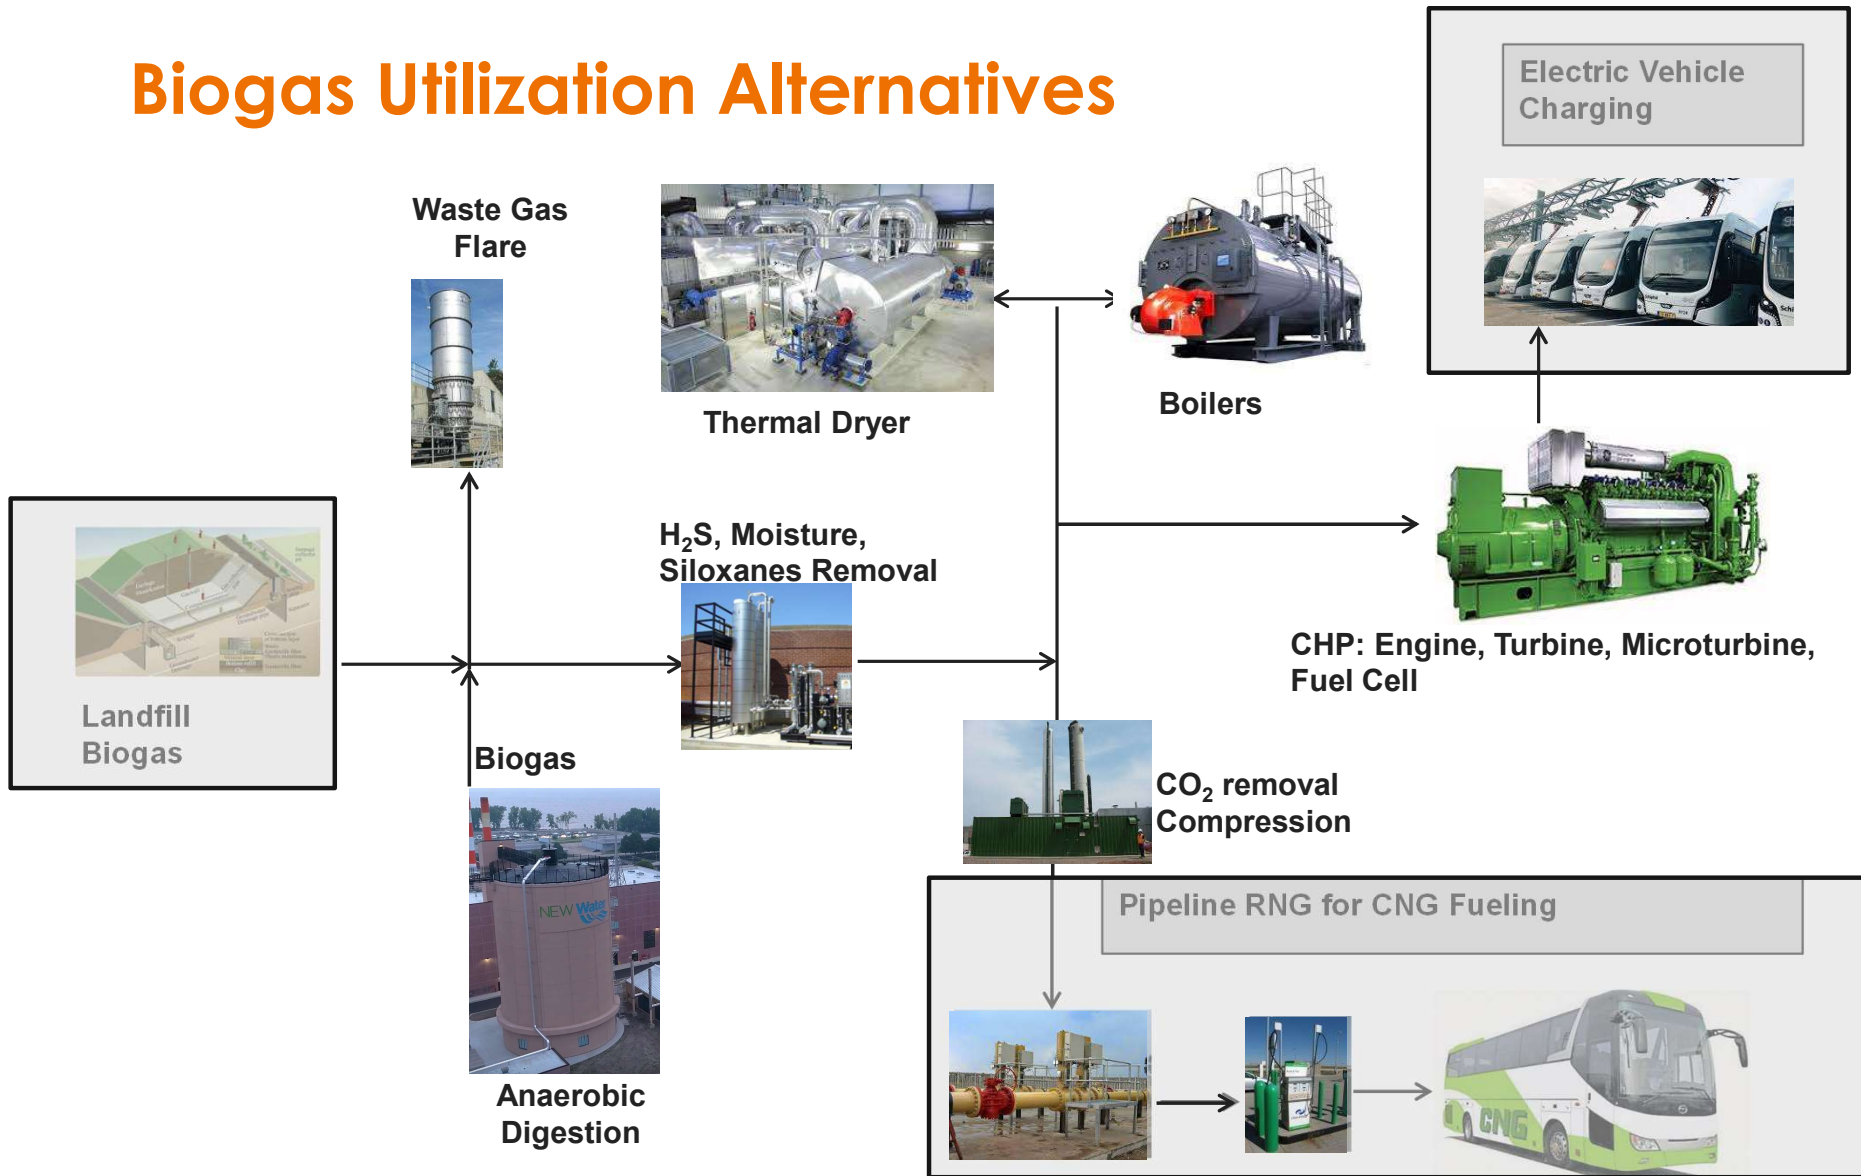 Biogas Utilization Alternatives
Electric Vehicle
Charging
Waste Gas
Flare
Thermal Dryer
Boilers
H₂S, Moisture,
Siloxanes Removal
CHP: Engine, Turbine, Microturbine,
Fuel Cell
Landfill
Biogas
Biogas
NEW Water
CO₂ removal
Compression
Pipeline RNG for CNG Fueling
CNG
Anaerobic
Digestion